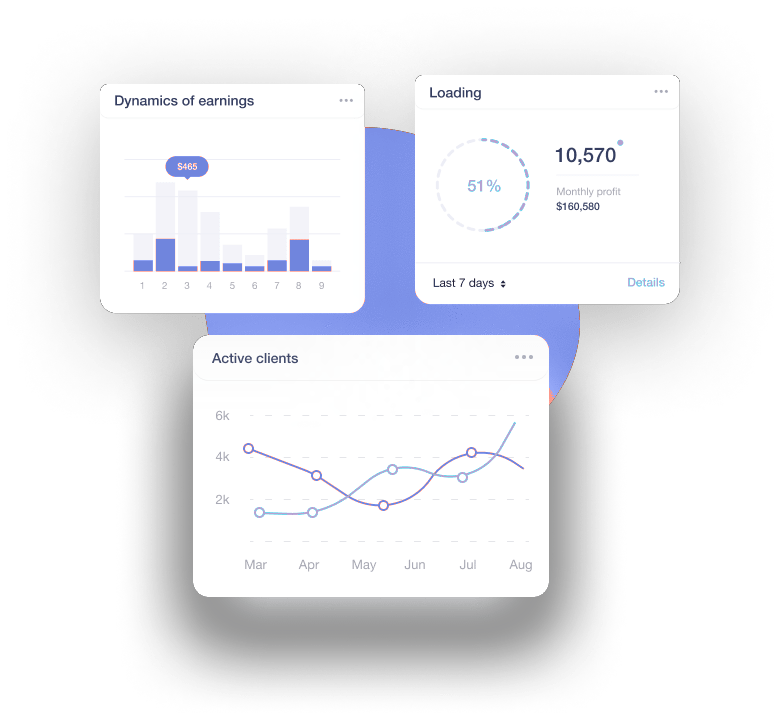 Dynamics of earnings
$465
1 2 3 4 5 6 7 8 9
Loading
51%
10,570
Monthly profit
$160,580
Last 7 days
Details
Active clients
6k
4k
2k
Mar Apr May Jun Jul Aug